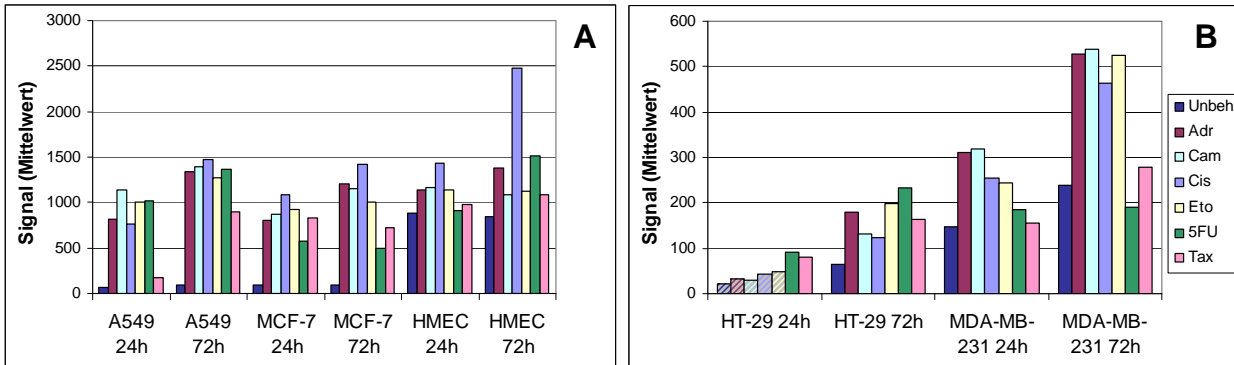 A
Signal (Mittelwert)
3000
2500
2000
1500
1000
500
0
A549
24h
A549
72h
MCF-7
24h
MCF-7
72h
HMEC
24h
HMEC
72h
B
Signal (Mittelwert)
600
500
400
300
200
100
0
HT-29 24h
HT-29 72h
MDA-MB-
231 24h
MDA-MB-
231 72h
Unbeh
Adr
Cam
Cis
Eto
5FU
Tax